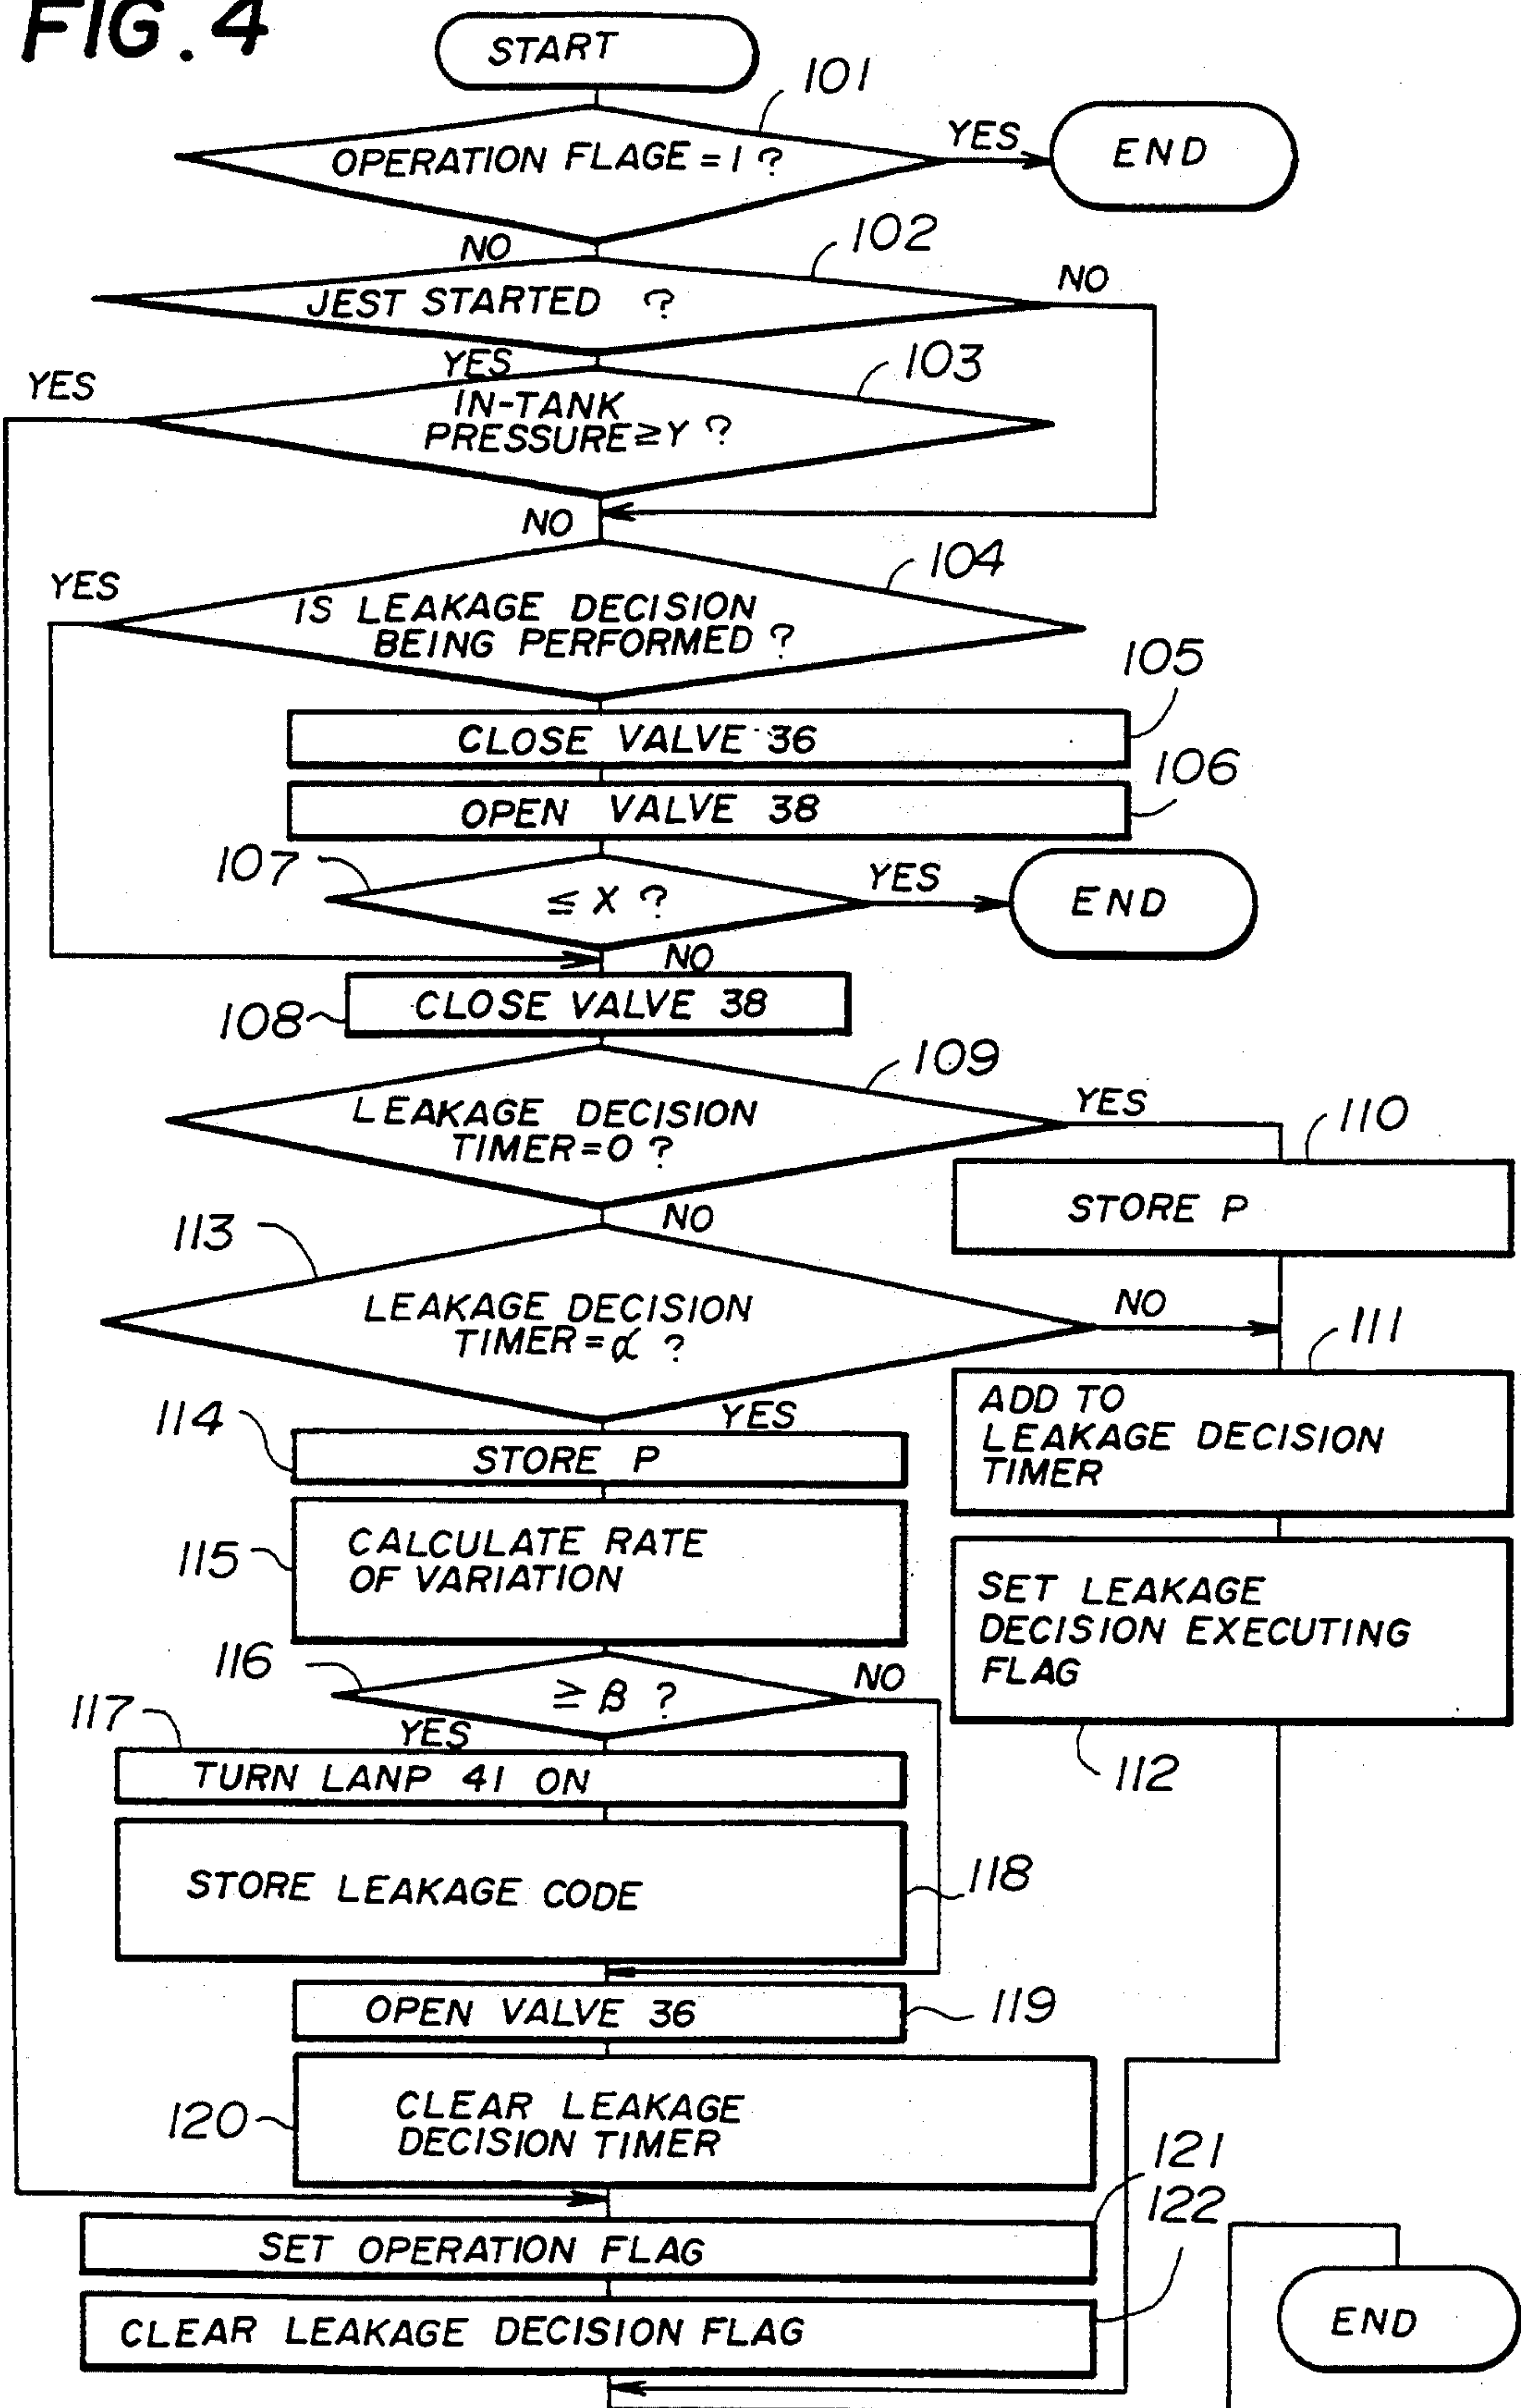 FIG. 4
START
101
OPERATION FLAGE = 1 ?
YES
END
NO
102
JEST STARTED ?
NO
YES
103
YES
IN-TANK
PRESSURE ≥ Y ?
NO
104
YES
IS LEAKAGE DECISION
BEING PERFORMED ?
105
CLOSE VALVE 36
106
OPEN VALVE 38
107
≤ X ?
YES
END
NO
108
CLOSE VALVE 38
109
LEAKAGE DECISION
TIMER = 0 ?
YES
110
STORE P
NO
113
LEAKAGE DECISION
TIMER = α ?
NO
111
YES
114
STORE P
ADD TO
LEAKAGE DECISION
TIMER
115
CALCULATE RATE
OF VARIATION
SET LEAKAGE
DECISION EXECUTING
FLAG
112
116
≥ β ?
NO
YES
117
TURN LANP 41 ON
STORE LEAKAGE CODE
118
OPEN VALVE 36
119
120
CLEAR LEAKAGE
DECISION TIMER
121
SET OPERATION FLAG
122
CLEAR LEAKAGE DECISION FLAG
END